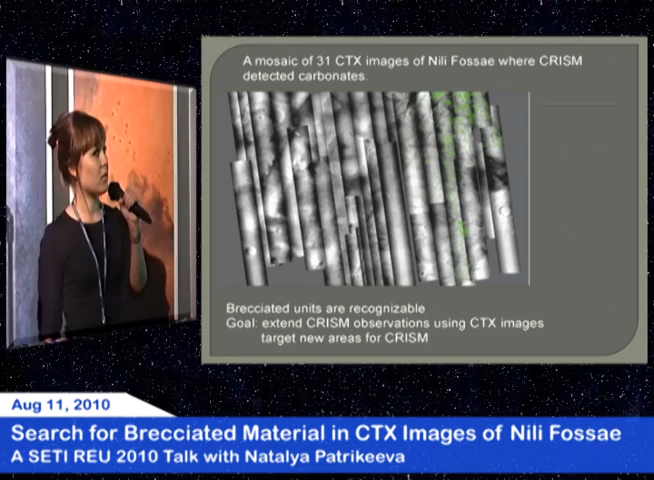 A mosaic of 31 CTX images of Nili Fossae where CRISM
detected carbonates.
Brecciated units are recognizable
Goal: extend CRISM observations using CTX images
target new areas for CRISM
Aug 11, 2010
Search for Brecciated Material in CTX Images of Nili Fossae
A SETI REU 2010 Talk with Natalya Patrikeeva